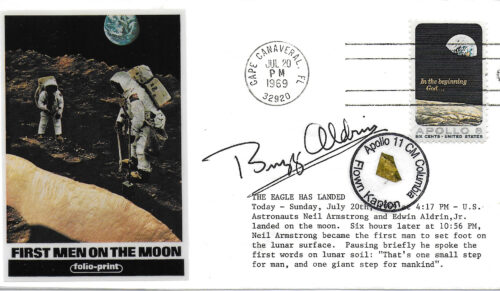 FIRST MEN ON THE MOON
folio-print
CAPE CANAVERAL, FL
JUL 20
PM
1969
32920
In the beginning
God...
APOLLO 8
SIX CENTS · UNITED STATES
Buzz Aldrin
Apollo 11 CM Columbia
Flown Kapton
THE EAGLE HAS LANDED
Today - Sunday, July 20th, 4:17 PM - U.S.
Astronauts Neil Armstrong and Edwin Aldrin,Jr.
landed on the moon. Six hours later at 10:56 PM,
Neil Armstrong became the first man to set foot on
the lunar surface. Pausing briefly he spoke the
first words on lunar soil: "That's one small step
for man, and one giant step for mankind".